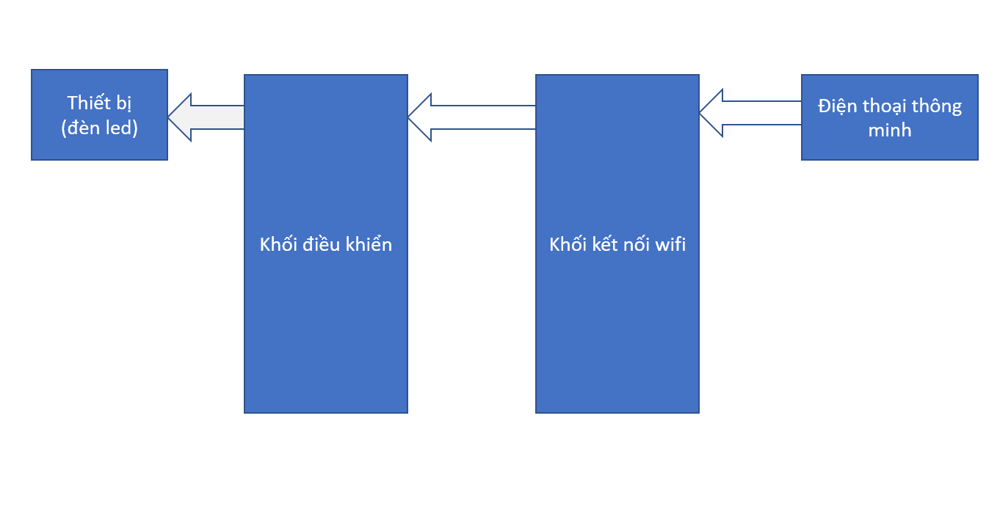 Thiết bị
(đèn led)
Khối điều khiển
Khối kết nối wifi
Điện thoại thông
minh